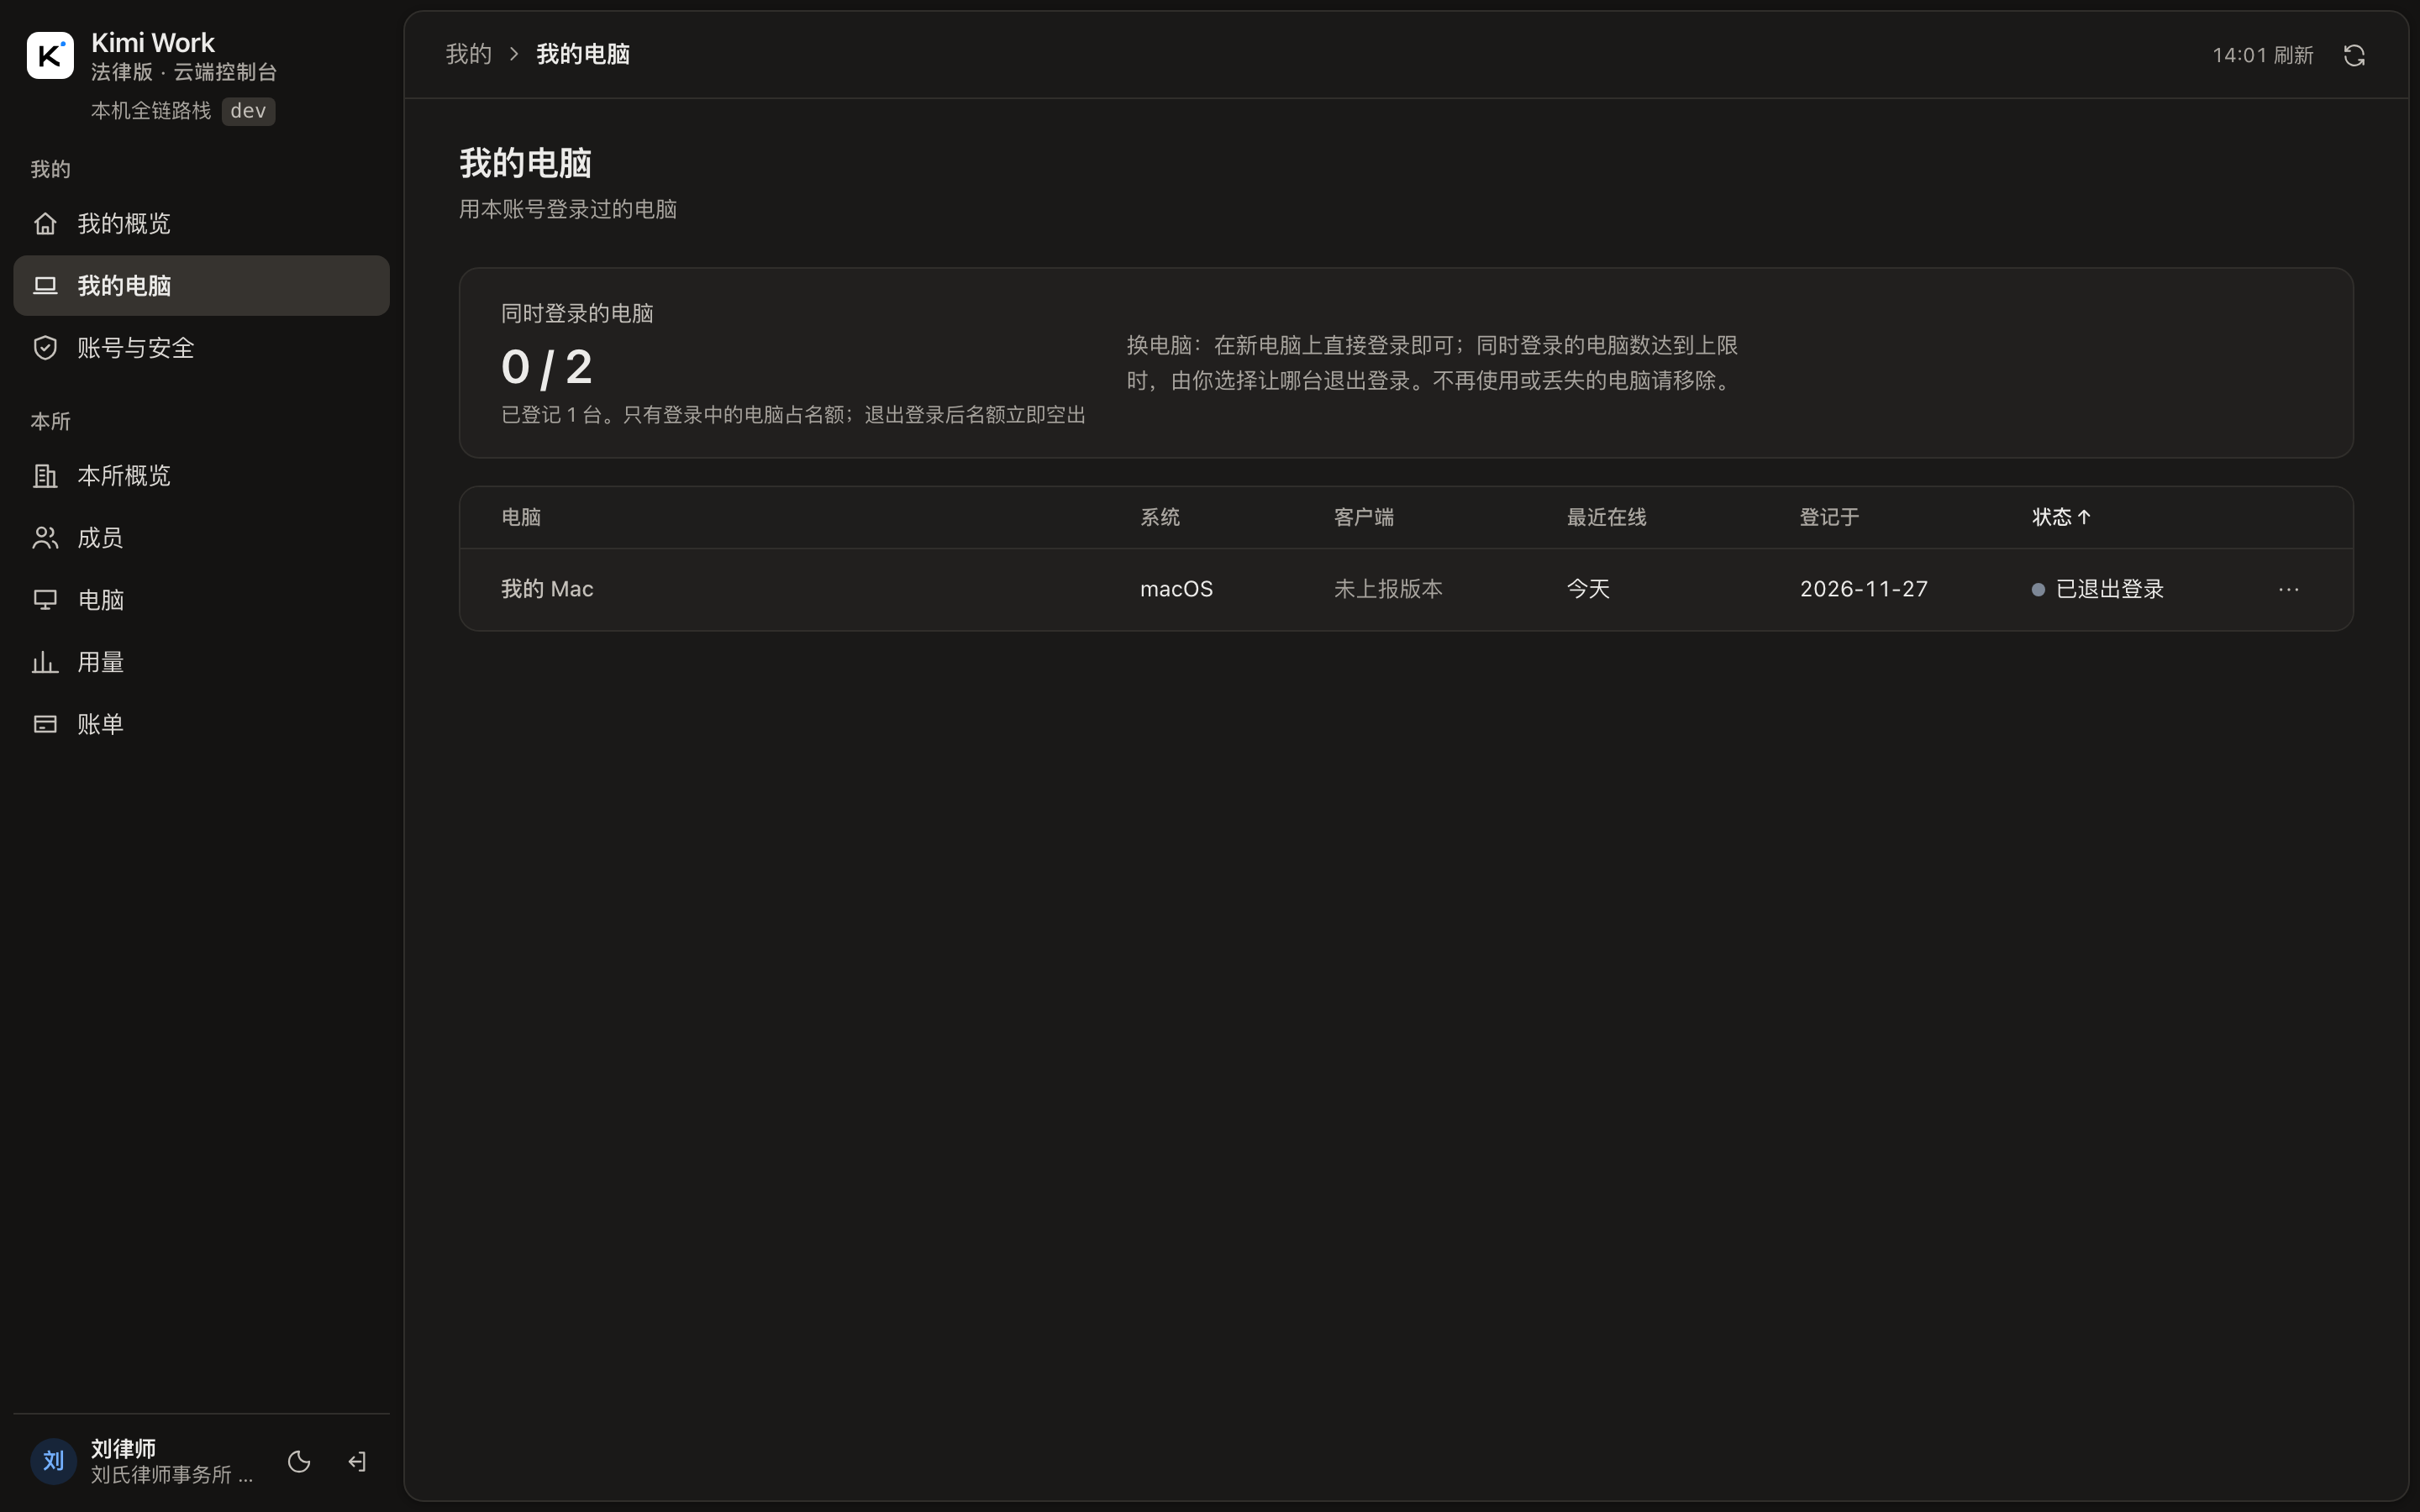 Kimi Work
法律版 · 云端控制台
本机全链路栈 dev
我的
我的概览
我的电脑
账号与安全
本所
本所概览
成员
电脑
用量
账单
刘
刘律师
刘氏律师事务所 ...
我的 > 我的电脑
14:01 刷新
我的电脑
用本账号登录过的电脑
同时登录的电脑
0 / 2
已登记 1 台。只有登录中的电脑占名额；退出登录后名额立即空出
换电脑：在新电脑上直接登录即可；同时登录的电脑数达到上限
时，由你选择让哪台退出登录。不再使用或丢失的电脑请移除。
电脑 系统 客户端 最近在线 登记于 状态 ↑
我的 Mac macOS 未上报版本 今天 2026-11-27 已退出登录 ...